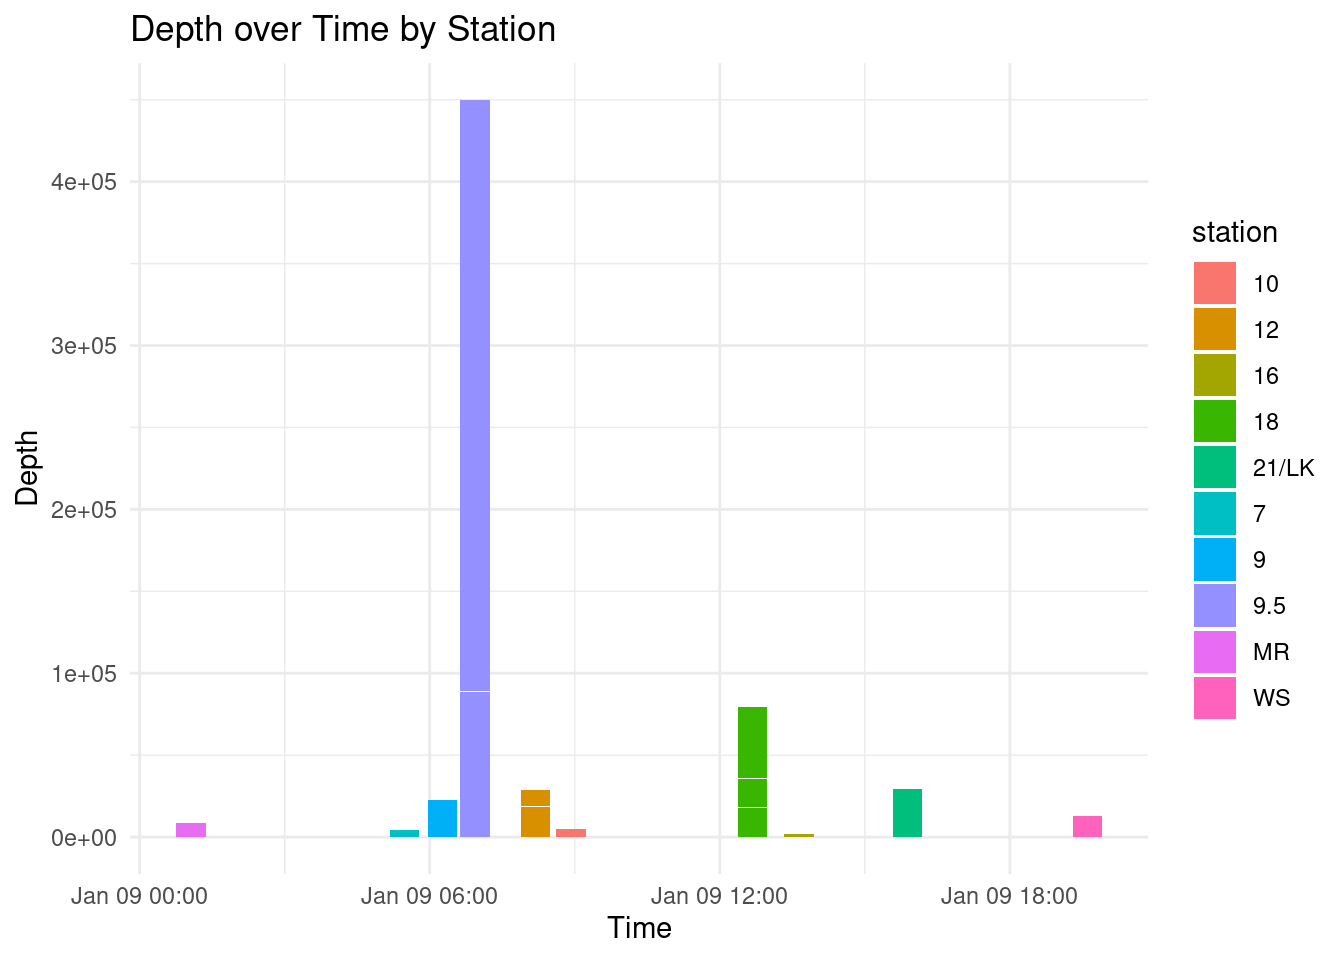 Depth over Time by Station
4e+05
3e+05
2e+05
1e+05
0e+00
Depth
Jan 09 00:00
Jan 09 06:00
Jan 09 12:00
Jan 09 18:00
Time
station
10
12
16
18
21/LK
7
9
9.5
MR
WS